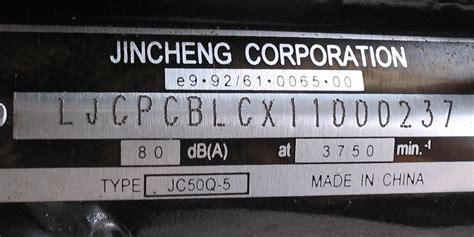 JINCHENG CORPORATION
e9·92/61·0065·00
LJCPCBLCX11000237
80 dB(A) at 3750 min.-1
TYPE JC50Q-5 MADE IN CHINA